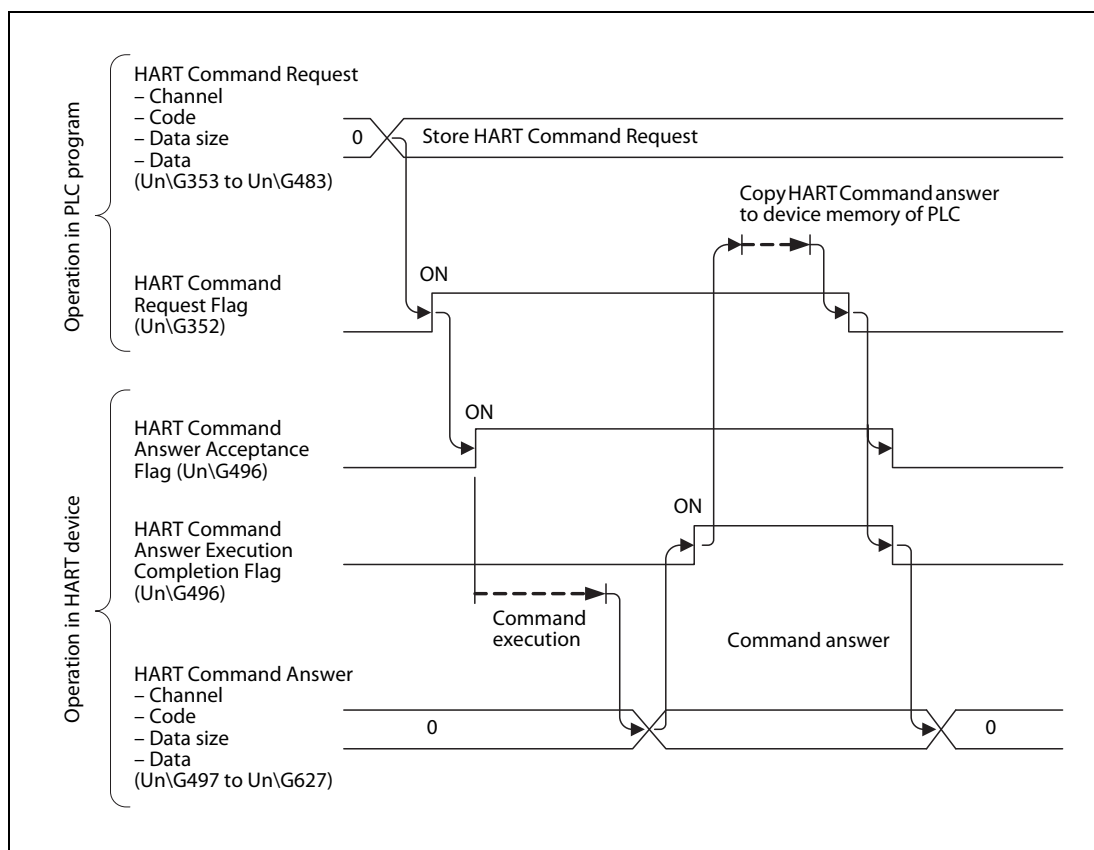 Operation in PLC program
HART Command Request
– Channel
– Code
– Data size
– Data
(Un\G353 to Un\G483)
0
Store HART Command Request
Copy HART Command answer
to device memory of PLC
HART Command
Request Flag
(Un\G352)
ON
Operation in HART device
HART Command
Answer Acceptance
Flag (Un\G496)
ON
HART Command
Answer Execution
Completion Flag
(Un\G496)
ON
Command
execution
Command answer
HART Command Answer
– Channel
– Code
– Data size
– Data
(Un\G497 to Un\G627)
0
0